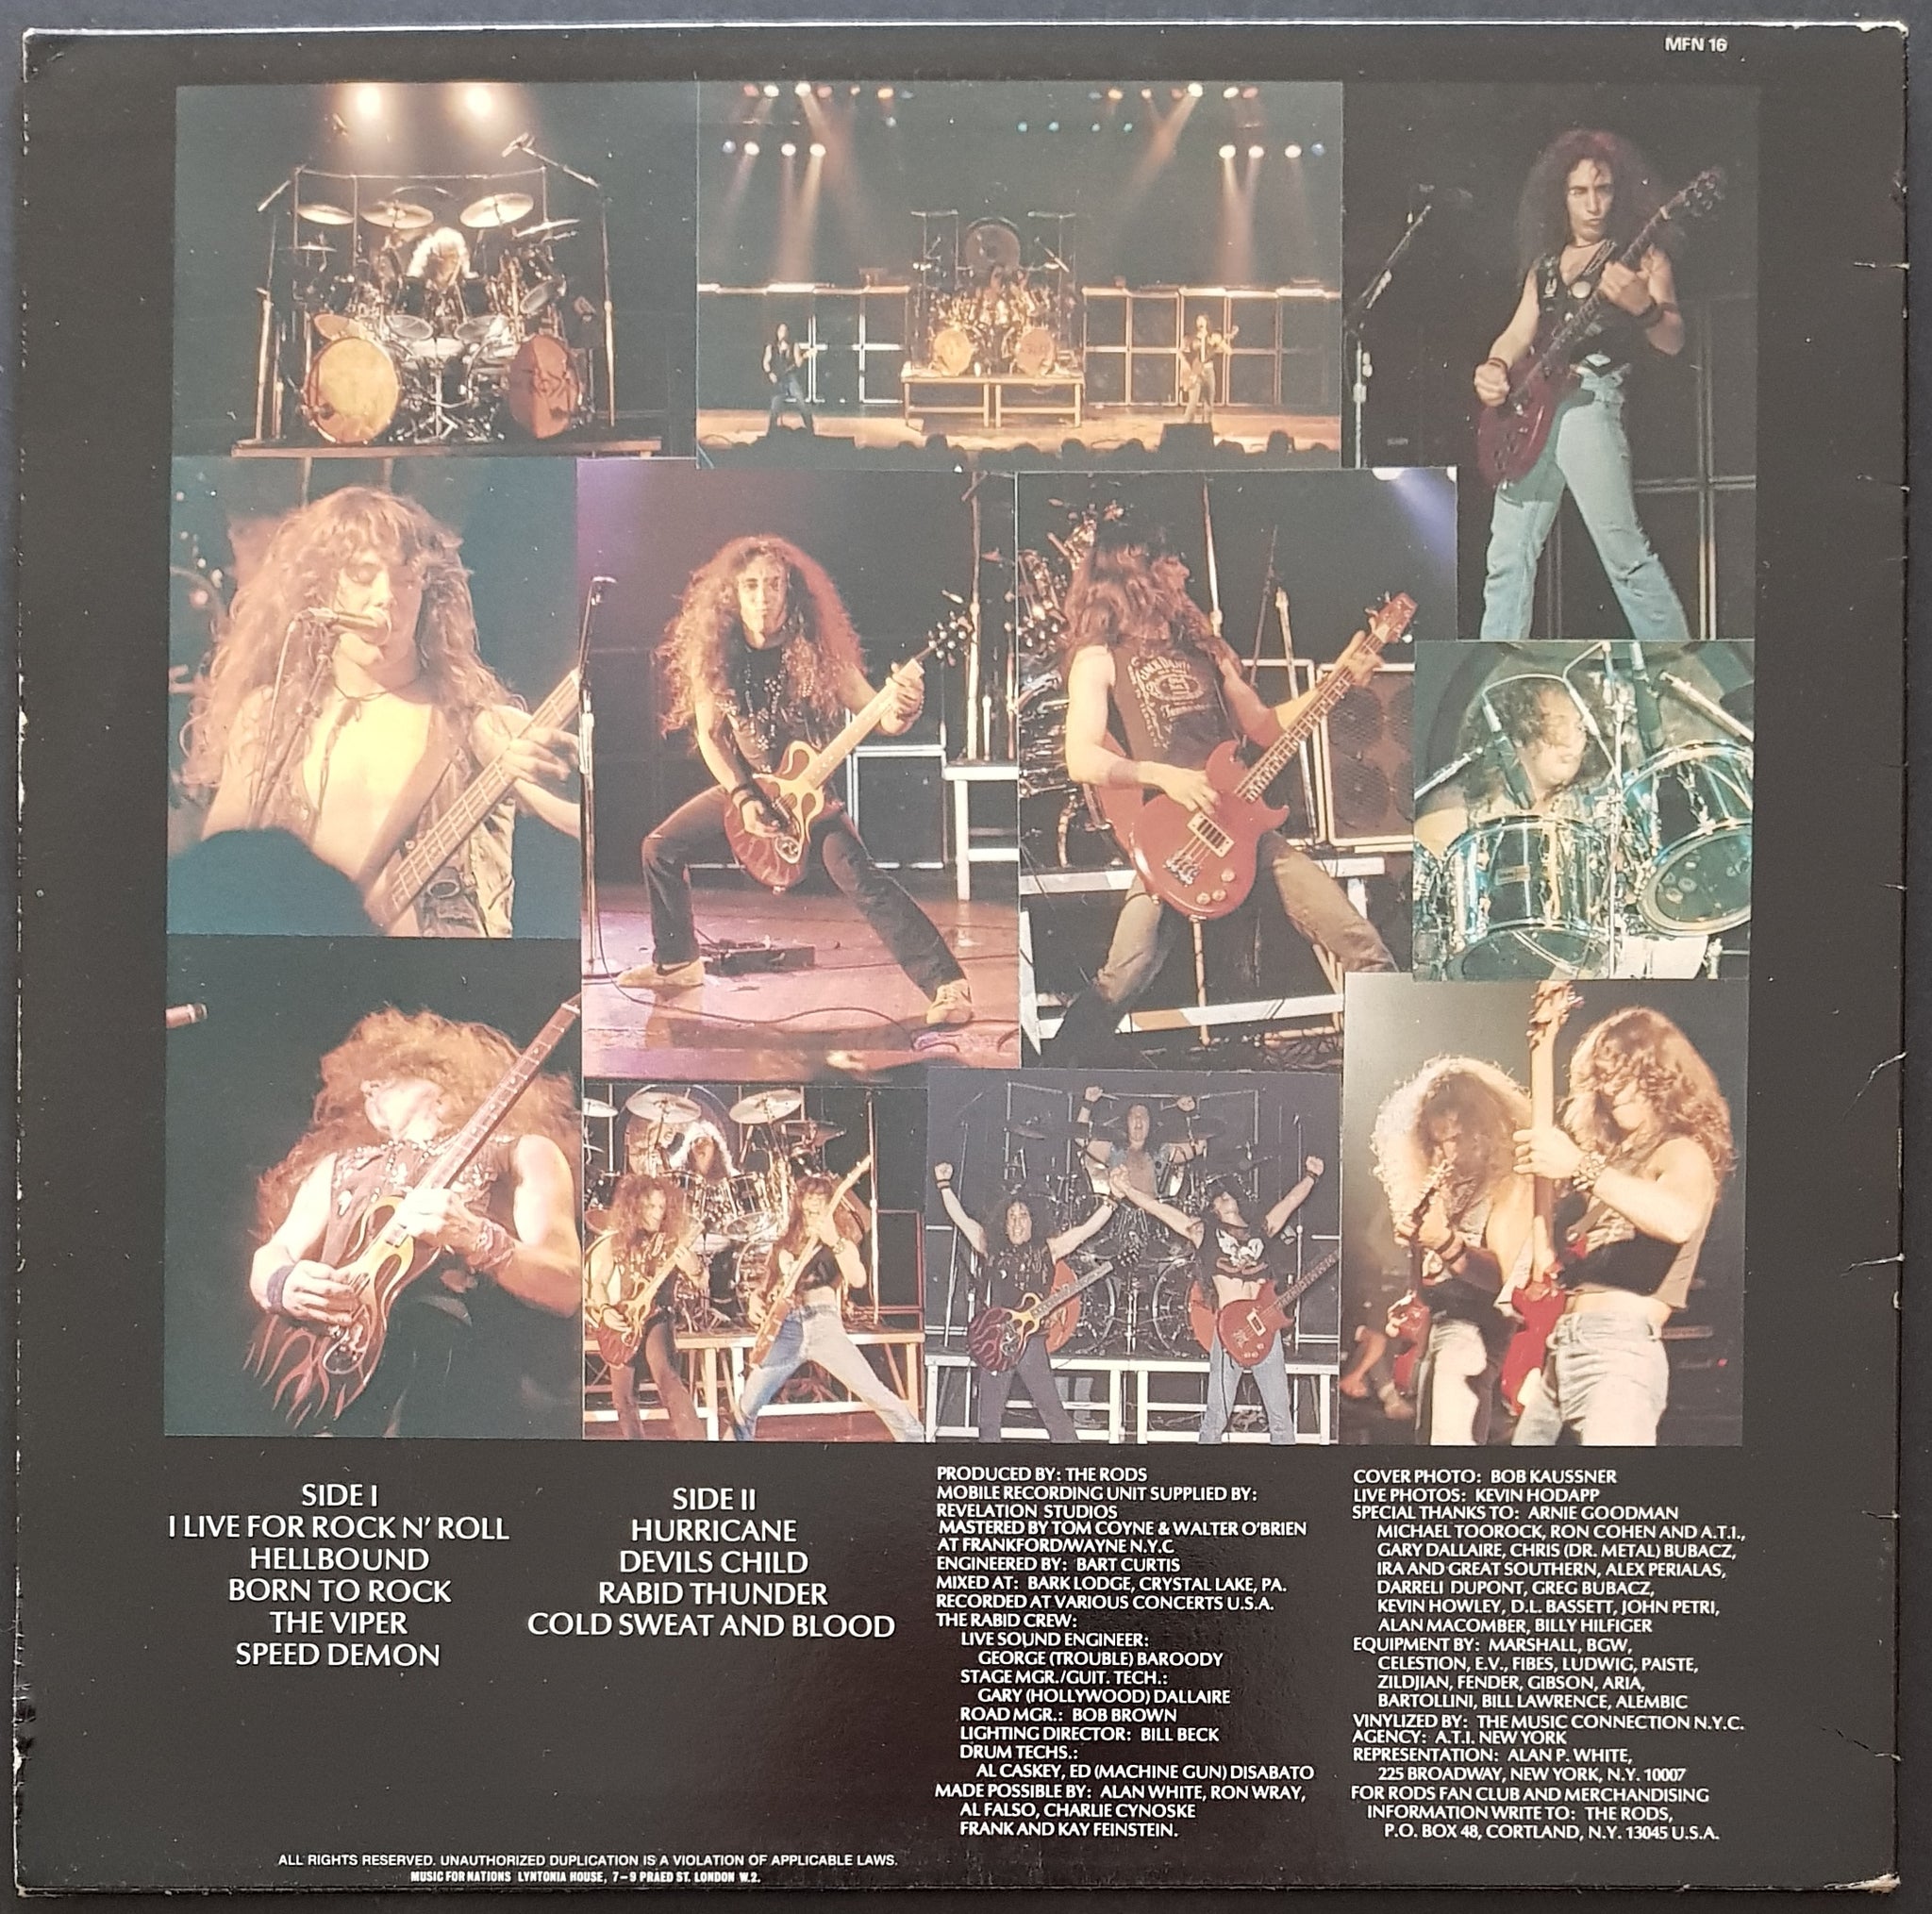 MFN 16
SIDE I
I LIVE FOR ROCK N' ROLL
HELLBOUND
BORN TO ROCK
THE VIPER
SPEED DEMON
SIDE II
HURRICANE
DEVILS CHILD
RABID THUNDER
COLD SWEAT AND BLOOD
PRODUCED BY: THE RODS
MOBILE RECORDING UNIT SUPPLIED BY:
REVELATION STUDIOS
MASTERED BY TOM COYNE & WALTER O'BRIEN
AT FRANKFORD/WAYNE N.Y.C
ENGINEERED BY: BART CURTIS
MIXED AT: BARK LODGE, CRYSTAL LAKE, PA.
RECORDED AT VARIOUS CONCERTS U.S.A.
THE RABID CREW:
LIVE SOUND ENGINEER:
GEORGE (TROUBLE) BAROODY
STAGE MGR./GUIT. TECH.:
GARY (HOLLYWOOD) DALLAIRE
ROAD MGR.: BOB BROWN
LIGHTING DIRECTOR: BILL BECK
DRUM TECHS.:
AL CASKEY, ED (MACHINE GUN) DISABATO
MADE POSSIBLE BY: ALAN WHITE, RON WRAY,
AL FALSO, CHARLIE CYNOSKE
FRANK AND KAY FEINSTEIN.
COVER PHOTO: BOB KAUSSNER
LIVE PHOTOS: KEVIN HODAPP
SPECIAL THANKS TO: ARNIE GOODMAN
MICHAEL TOOROCK, RON COHEN AND A.T.I.,
GARY DALLAIRE, CHRIS (DR. METAL) BUBACZ,
IRA AND GREAT SOUTHERN, ALEX PERIALAS,
DARRELL DUPONT, GREG BUBACZ,
KEVIN HOWLEY, D.L. BASSETT, JOHN PETRI,
ALAN MACOMBER, BILLY HILFIGER
EQUIPMENT BY: MARSHALL, BGW,
CELESTION, E.V., FIBES, LUDWIG, PAISTE,
ZILDJIAN, FENDER, GIBSON, ARIA,
BARTOLLINI, BILL LAWRENCE, ALEMBIC
VINYLIZED BY: THE MUSIC CONNECTION N.Y.C.
AGENCY: A.T.I. NEW YORK
REPRESENTATION: ALAN P. WHITE,
225 BROADWAY, NEW YORK, N.Y. 10007
FOR RODS FAN CLUB AND MERCHANDISING
INFORMATION WRITE TO: THE RODS,
P.O. BOX 48, CORTLAND, N.Y. 13045 U.S.A.
ALL RIGHTS RESERVED. UNAUTHORIZED DUPLICATION IS A VIOLATION OF APPLICABLE LAWS.
MUSIC FOR NATIONS LYNTONIA HOUSE, 7-9 PRAED ST. LONDON W.2.